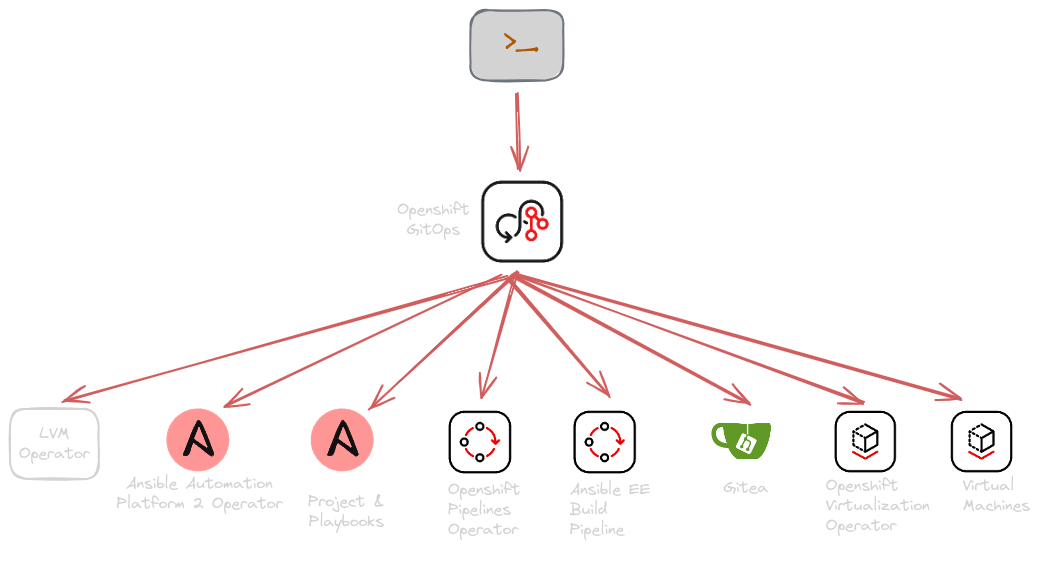 >_
Openshift
GitOps
LVM
Operator
Ansible Automation
Platform 2 Operator
Project &
Playbooks
Openshift
Pipelines
Operator
Ansible EE
Build
Pipeline
Gitea
Openshift
Virtualization
Operator
Virtual
Machines